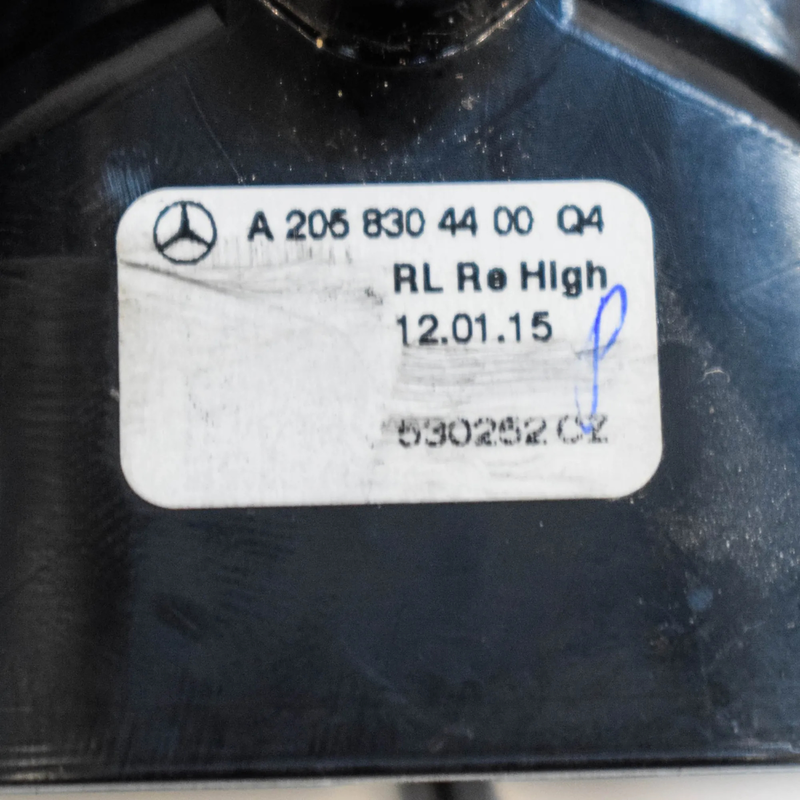 A 205 830 44 00 Q4
RL Re High
12.01.15
530252 CZ